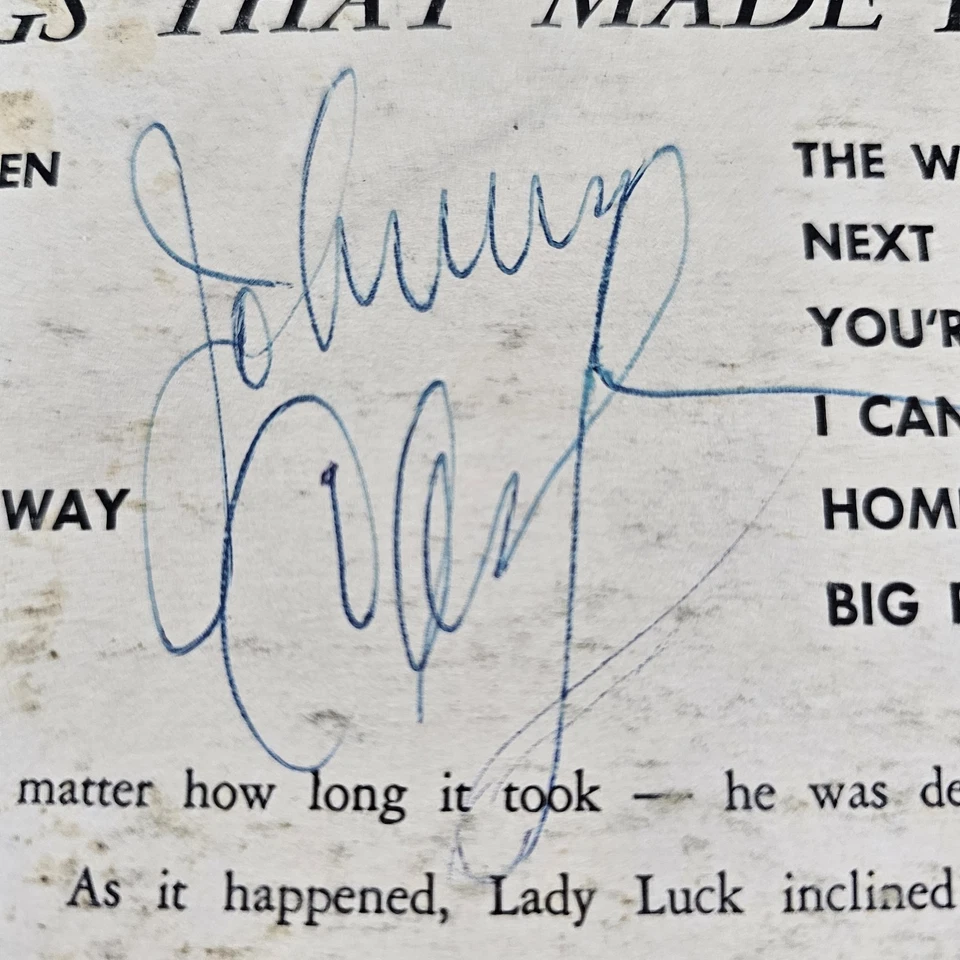 GS THAT MADE
EN
THE W
NEXT
YOU'R
I CAN
WAY
HOM
BIG
Johnny
Cash
matter how long it took — he was de
As it happened, Lady Luck inclined